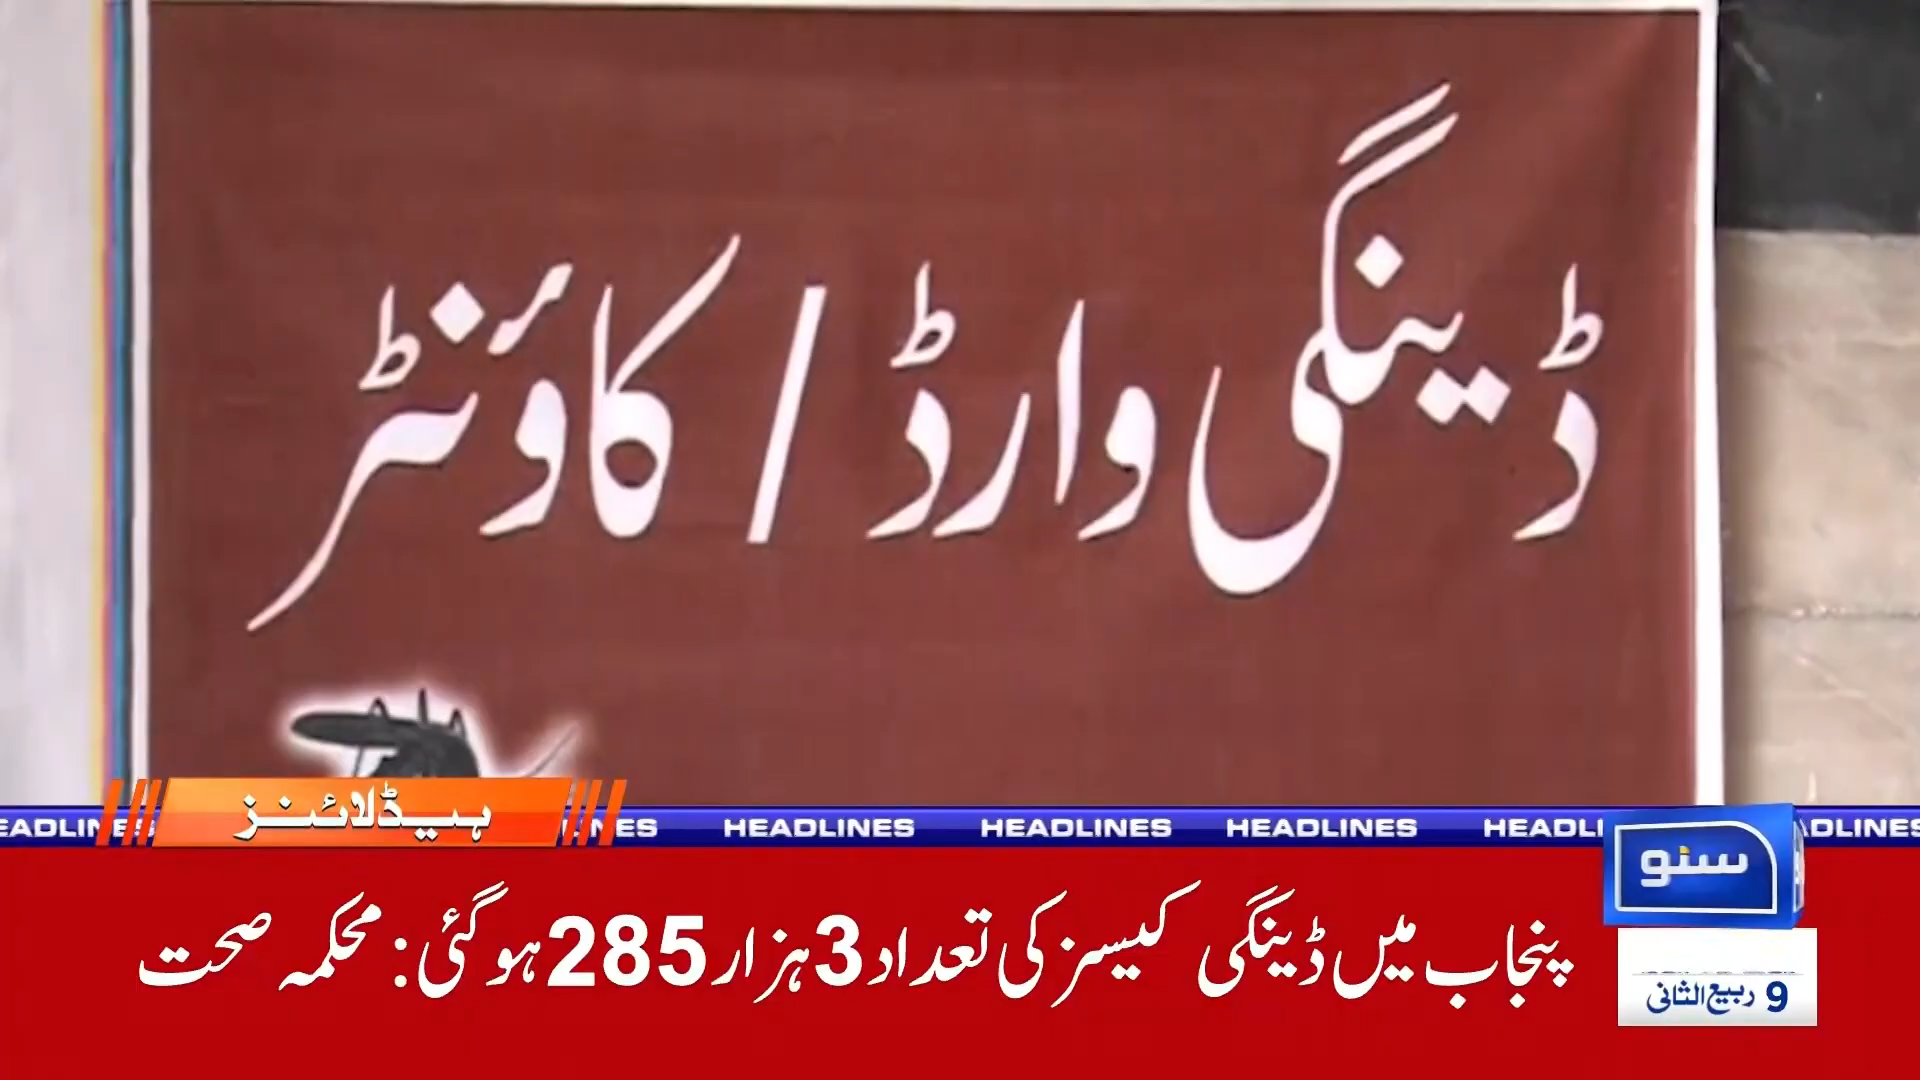 ڈینگی وارڈ / کاؤنٹر
ہیڈلائنز
HEADLINES HEADLINES HEADLINES
سنو
پنجاب میں ڈینگی کیسز کی تعداد 3 ہزار 285 ہو گئی : محکمہ صحت
9 ربیع الثانی